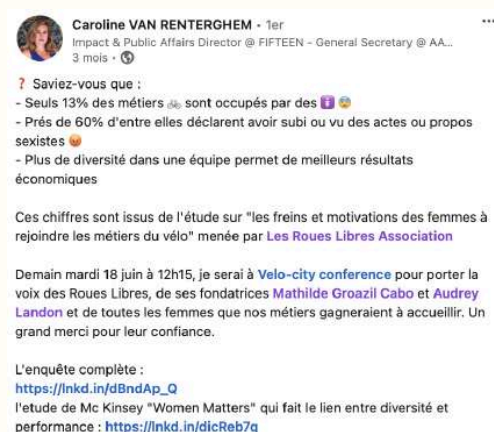 Caroline VAN RENTERGHEM • 1er
Impact & Public Affairs Director @ FIFTEEN - General Secretary @ AA...
3 mois •
❓ Saviez-vous que :
- Seuls 13% des métiers 🚲 sont occupés par des 🚺 😨
- Prés de 60% d'entre elles déclarent avoir subi ou vu des actes ou propos
sexistes 😡
- Plus de diversité dans une équipe permet de meilleurs résultats
économiques
Ces chiffres sont issus de l'étude sur "les freins et motivations des femmes à
rejoindre les métiers du vélo" menée par Les Roues Libres Association
Demain mardi 18 juin à 12h15, je serai à Velo-city conference pour porter la
voix des Roues Libres, de ses fondatrices Mathilde Groazil Cabo et Audrey
Landon et de toutes les femmes que nos métiers gagneraient à accueillir. Un
grand merci pour leur confiance.
L'enquête complète :
https://lnkd.in/dBndAp_Q
l'etude de Mc Kinsey "Women Matters" qui fait le lien entre diversité et
performance : https://lnkd.in/dicReb7g